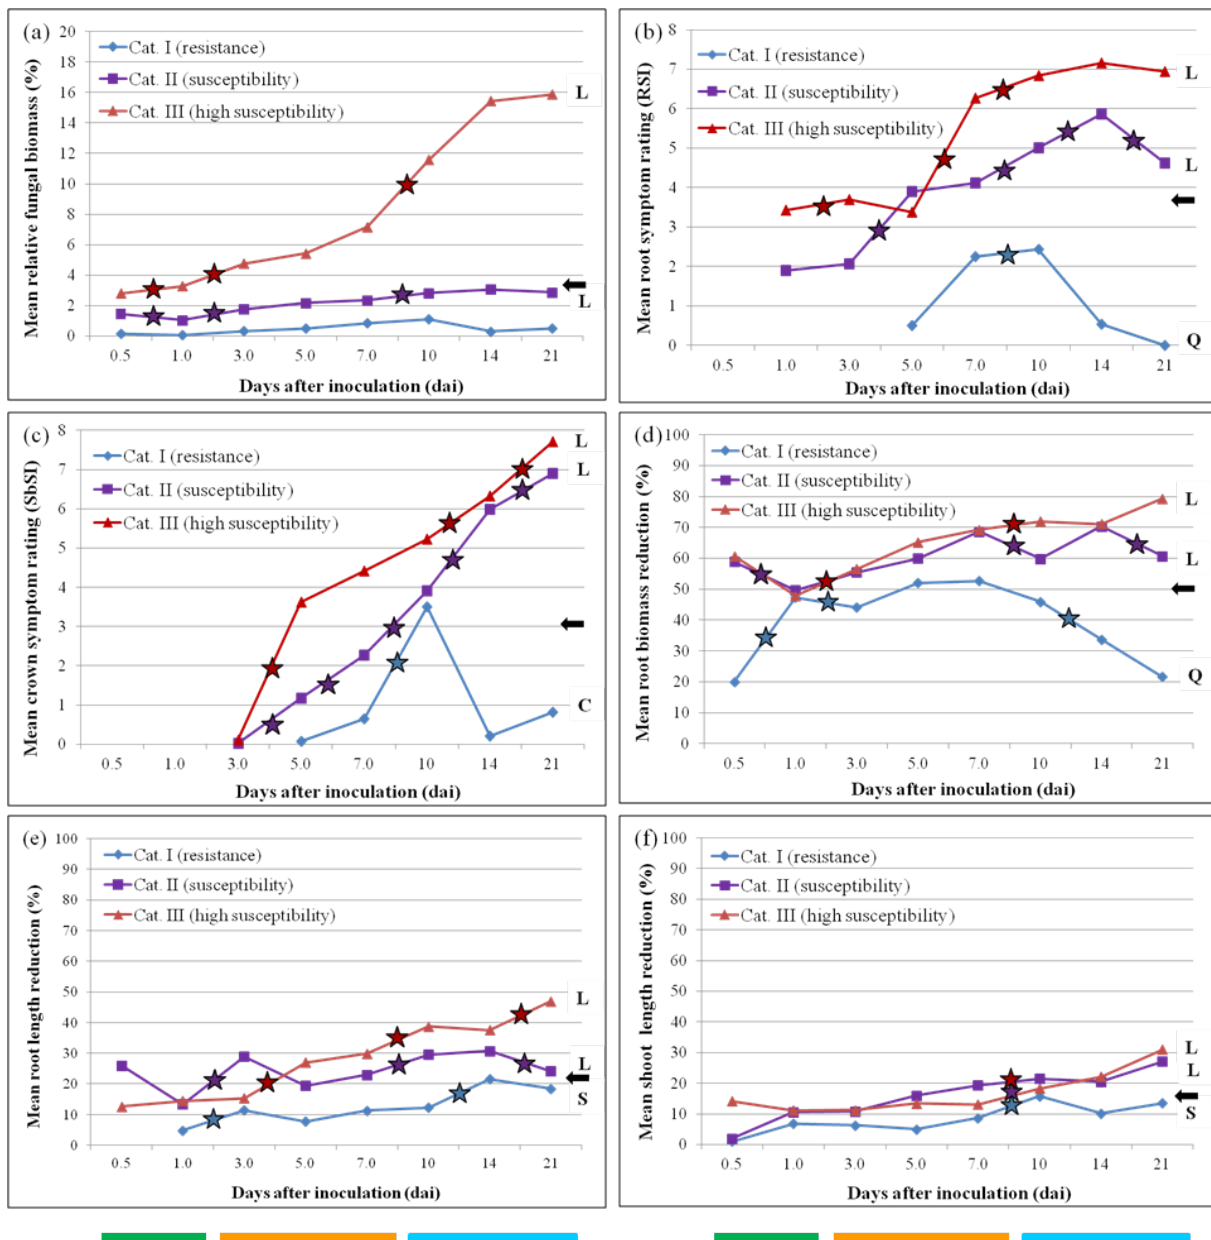 (a)
20
18
16
14
12
10
8
6
4
2
0
Mean relative fungal biomass (%)
Cat. I (resistance)
Cat. II (susceptibility)
Cat. III (high susceptibility)
L
L
0.5 1.0 3.0 5.0 7.0 10 14 21
Days after inoculation (dai)
(b)
8
7
6
5
4
3
2
1
0
Mean root symptom rating (RSI)
Cat. I (resistance)
Cat. II (susceptibility)
Cat. III (high susceptibility)
L
L
Q
0.5 1.0 3.0 5.0 7.0 10 14 21
Days after inoculation (dai)
(c)
8
7
6
5
4
3
2
1
0
Mean crown symptom rating (SbSI)
Cat. I (resistance)
Cat. II (susceptibility)
Cat. III (high susceptibility)
L
L
C
0.5 1.0 3.0 5.0 7.0 10 14 21
Days after inoculation (dai)
(d)
100
90
80
70
60
50
40
30
20
10
0
Mean root biomass reduction (%)
Cat. I (resistance)
Cat. II (susceptibility)
Cat. III (high susceptibility)
L
L
Q
0.5 1.0 3.0 5.0 7.0 10 14 21
Days after inoculation (dai)
(e)
100
90
80
70
60
50
40
30
20
10
0
Mean root length reduction (%)
Cat. I (resistance)
Cat. II (susceptibility)
Cat. III (high susceptibility)
L
L
S
0.5 1.0 3.0 5.0 7.0 10 14 21
Days after inoculation (dai)
(f)
100
90
80
70
60
50
40
30
20
10
0
Mean shoot length reduction (%)
Cat. I (resistance)
Cat. II (susceptibility)
Cat. III (high susceptibility)
L
L
S
0.5 1.0 3.0 5.0 7.0 10 14 21
Days after inoculation (dai)